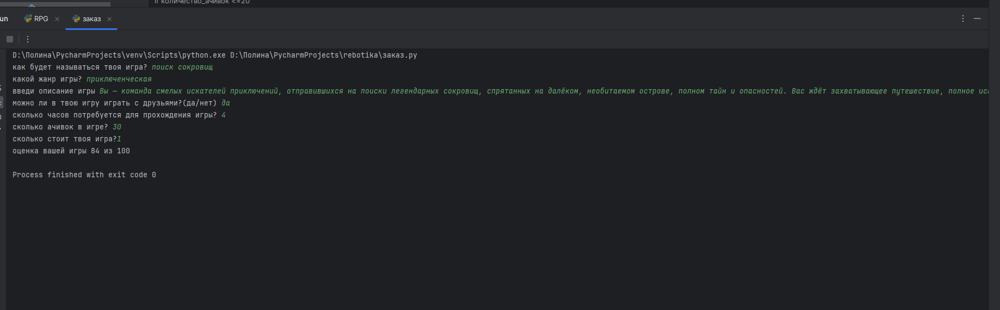 количество_ачивок <=20
un RPG заказ
D:\Полина\PycharmProjects\venv\Scripts\python.exe D:\Полина\PycharmProjects\rebotika\заказ.py
как будет называться твоя игра? поиск сокровищ
какой жанр игры? приключенческая
введи описание игры Вы — команда смелых искателей приключений, отправившихся на поиски легендарных сокровищ, спрятанных на далёком, необитаемом острове, полном тайн и опасностей. Вас ждёт захватывающее путешествие, полное
можно ли в твою игру играть с друзьями?(да/нет) да
сколько часов потребуется для прохождения игры? 4
сколько ачивок в игре? 30
сколько стоит твоя игра?1
оценка вашей игры 84 из 100
Process finished with exit code 0